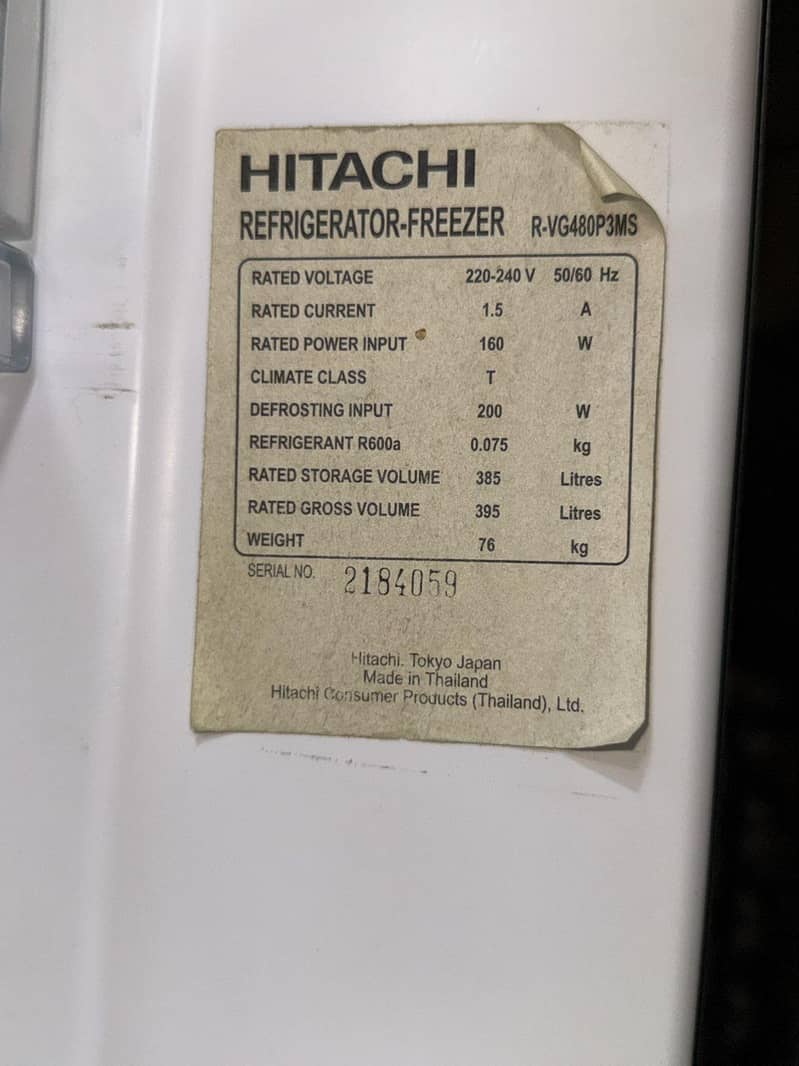 HITACHI
REFRIGERATOR-FREEZER R-VG480P3MS
RATED VOLTAGE 220-240 V 50/60 Hz
RATED CURRENT 1.5 A
RATED POWER INPUT 160 W
CLIMATE CLASS T
DEFROSTING INPUT 200 W
REFRIGERANT R600a 0.075 kg
RATED STORAGE VOLUME 385 Litres
RATED GROSS VOLUME 395 Litres
WEIGHT 76 kg
SERIAL NO. 2184059
Hitachi. Tokyo Japan
Made in Thailand
Hitachi Consumer Products (Thailand), Ltd.